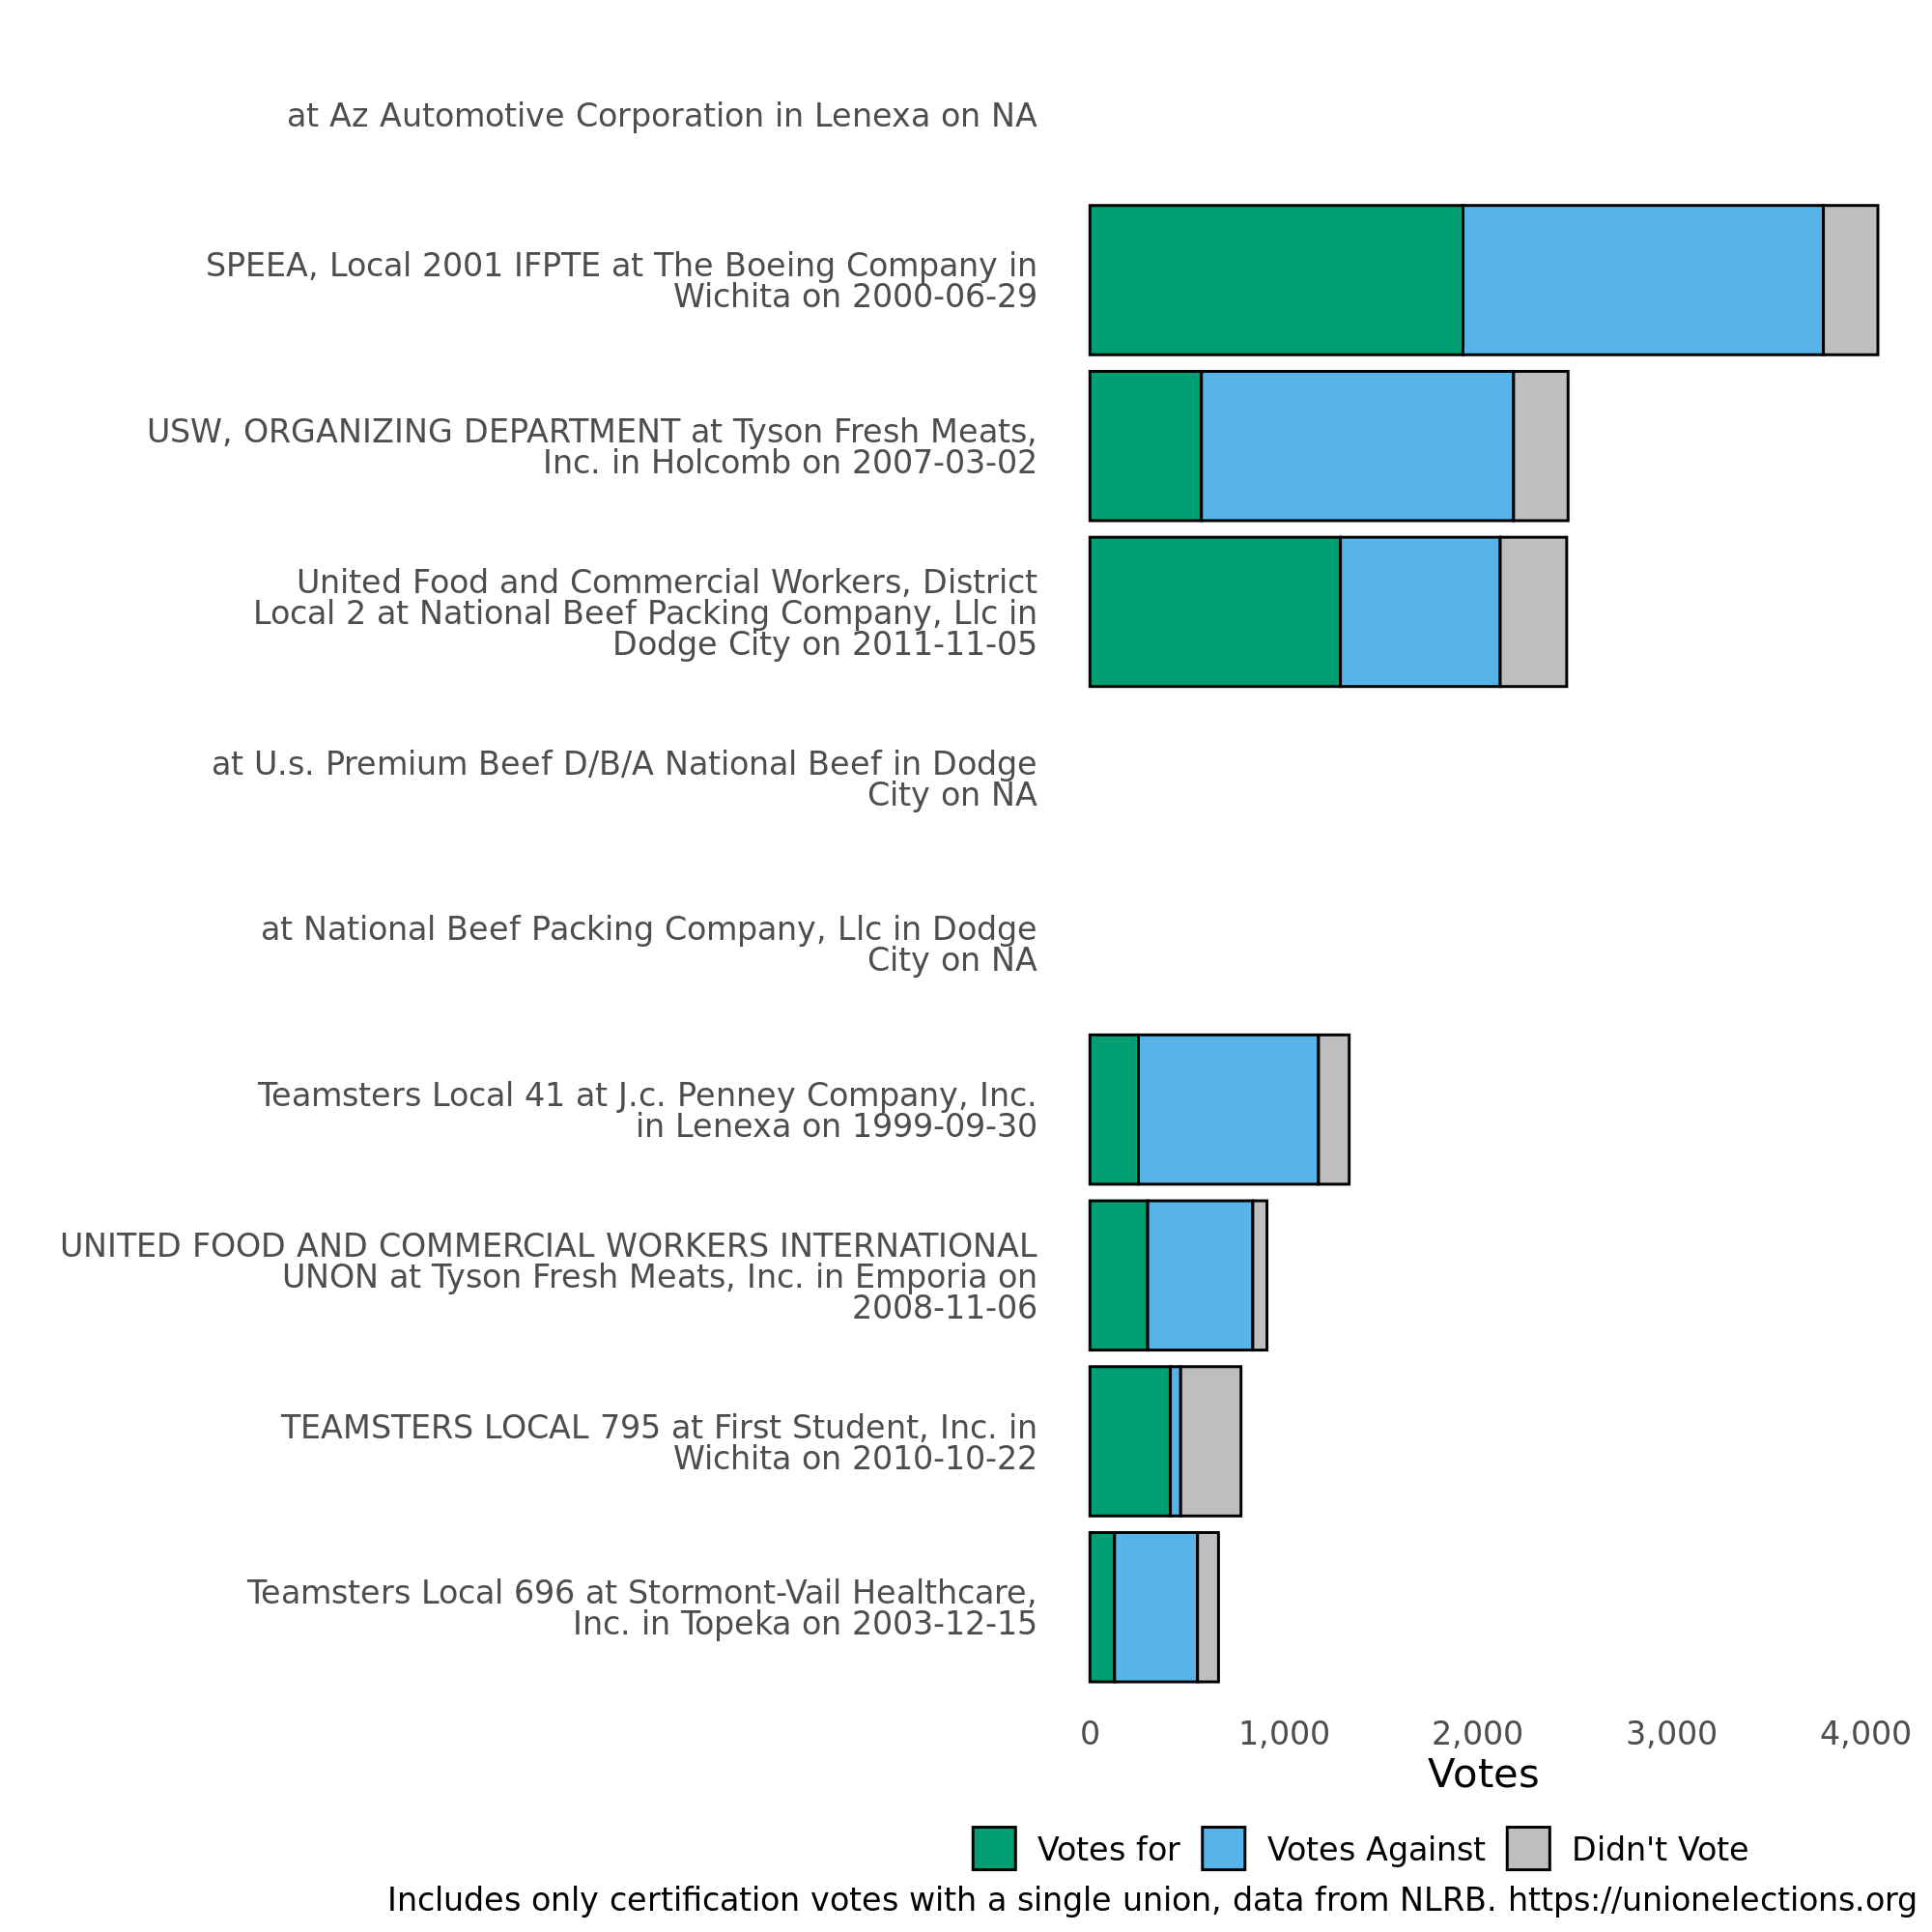 at Az Automotive Corporation in Lenexa on NA
SPEEA, Local 2001 IFPTE at The Boeing Company in
Wichita on 2000-06-29
USW, ORGANIZING DEPARTMENT at Tyson Fresh Meats,
Inc. in Holcomb on 2007-03-02
United Food and Commercial Workers, District
Local 2 at National Beef Packing Company, Llc in
Dodge City on 2011-11-05
at U.s. Premium Beef D/B/A National Beef in Dodge
City on NA
at National Beef Packing Company, Llc in Dodge
City on NA
Teamsters Local 41 at J.c. Penney Company, Inc.
in Lenexa on 1999-09-30
UNITED FOOD AND COMMERCIAL WORKERS INTERNATIONAL
UNON at Tyson Fresh Meats, Inc. in Emporia on
2008-11-06
TEAMSTERS LOCAL 795 at First Student, Inc. in
Wichita on 2010-10-22
Teamsters Local 696 at Stormont-Vail Healthcare,
Inc. in Topeka on 2003-12-15
0 1,000 2,000 3,000 4,000
Votes
Votes for Votes Against Didn't Vote
Includes only certification votes with a single union, data from NLRB. https://unionelections.org